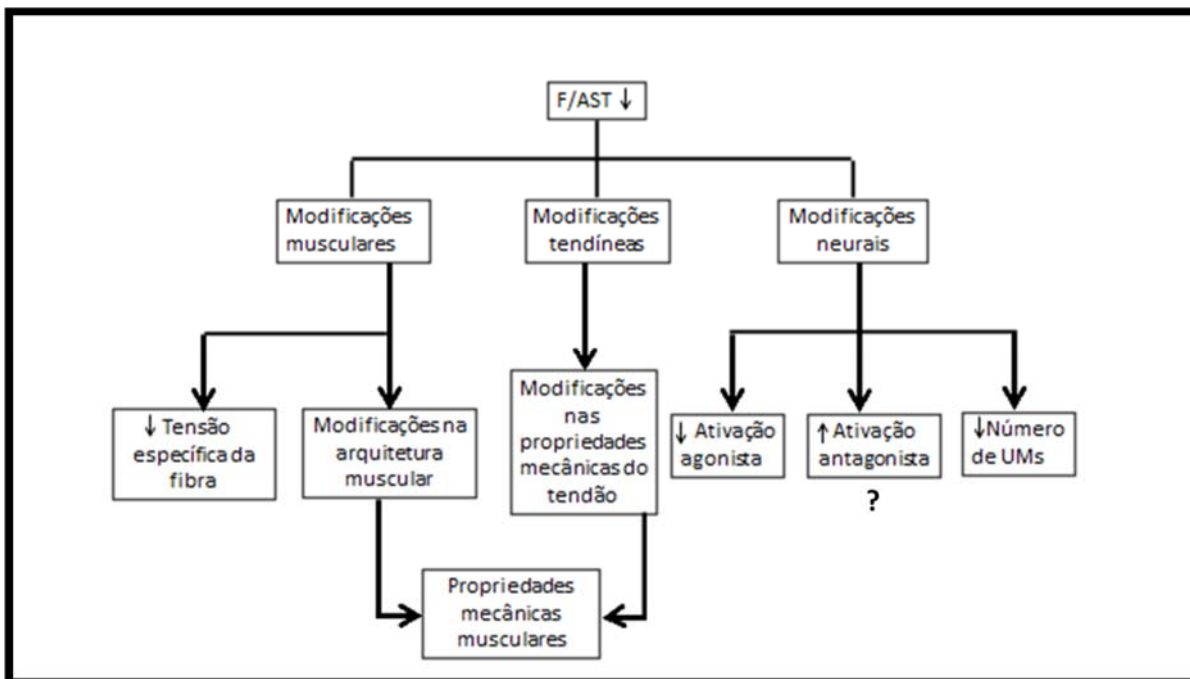 F/AST ↓
Modificações
musculares
Modificações
tendíneas
Modificações
neurais
↓ Tensão
específica da
fibra
Modificações na
arquitetura
muscular
Modificações
nas
propriedades
mecânicas do
tendão
↓ Ativação
agonista
↑ Ativação
antagonista
?
↓Número
de UMs
Propriedades
mecânicas
musculares